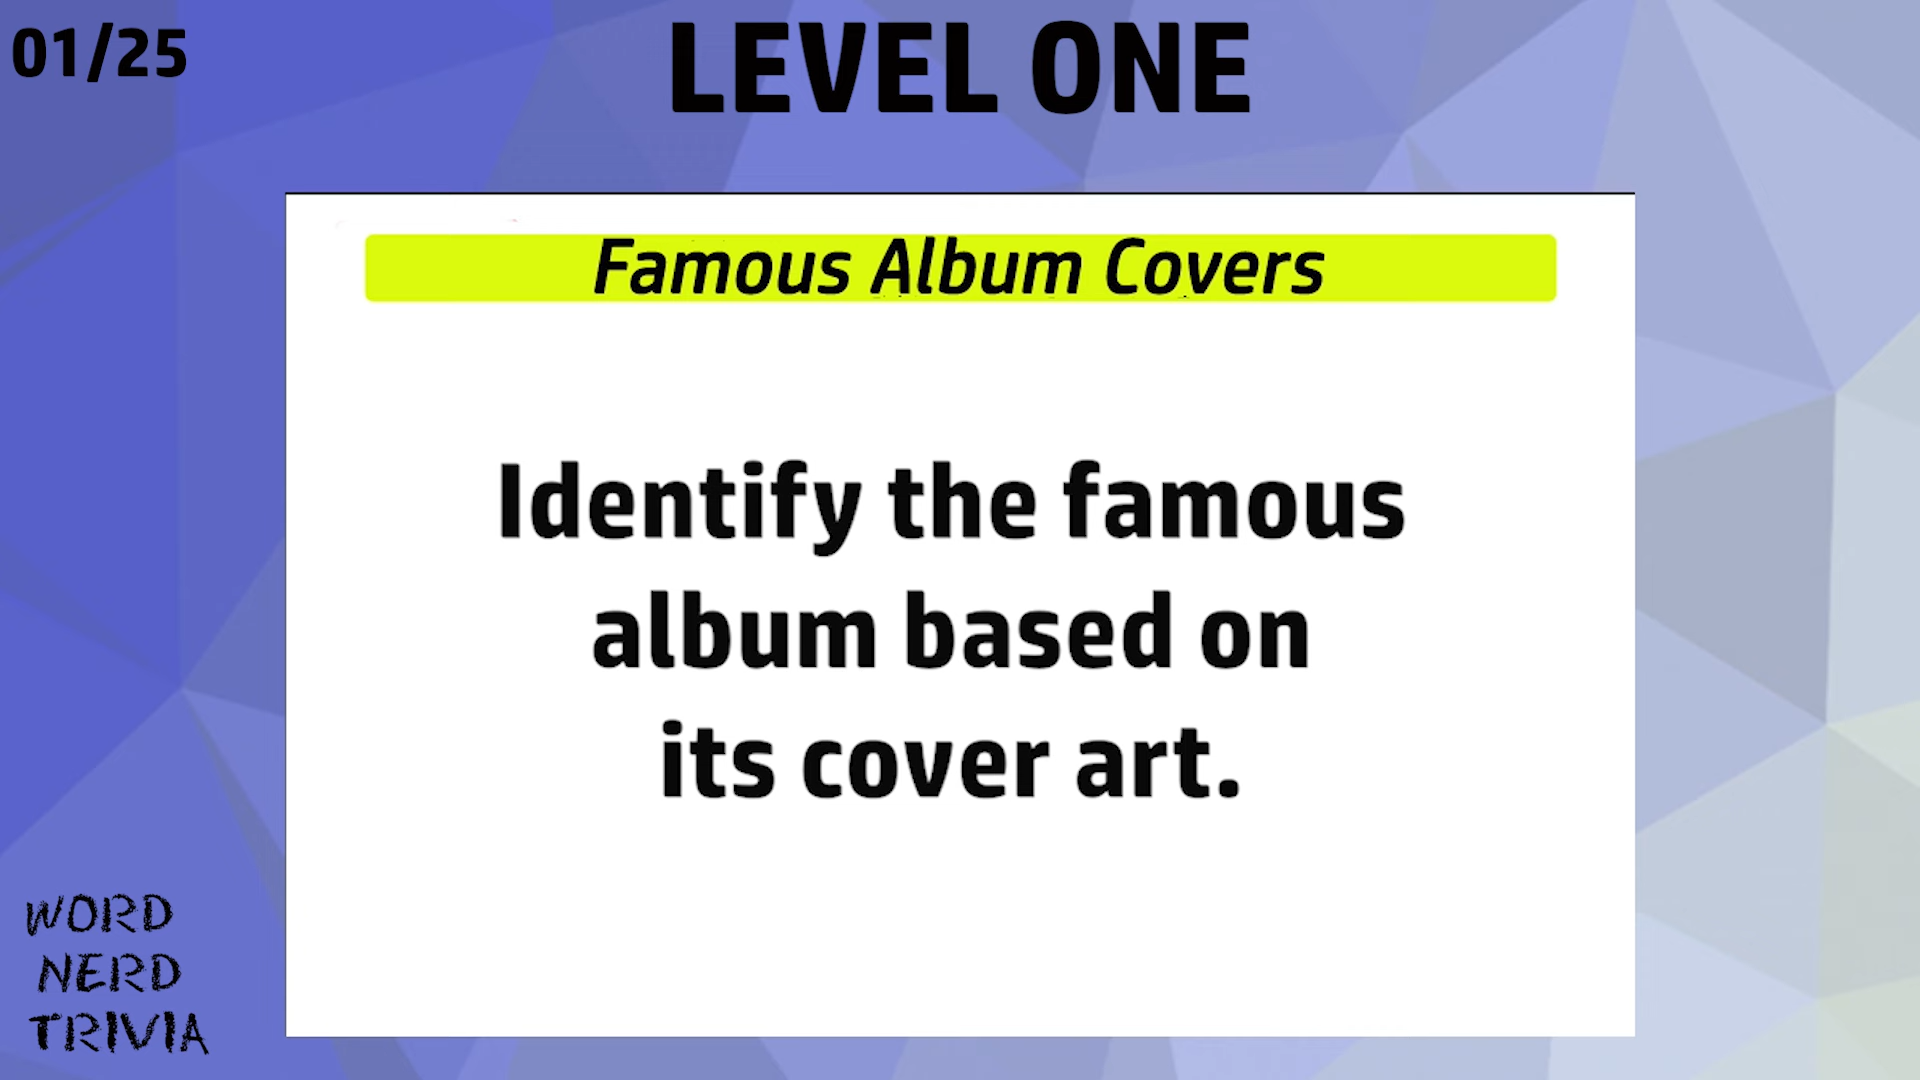 01/25
LEVEL ONE
Famous Album Covers
Identify the famous
album based on
its cover art.
WORD
NERD
TRIVIA